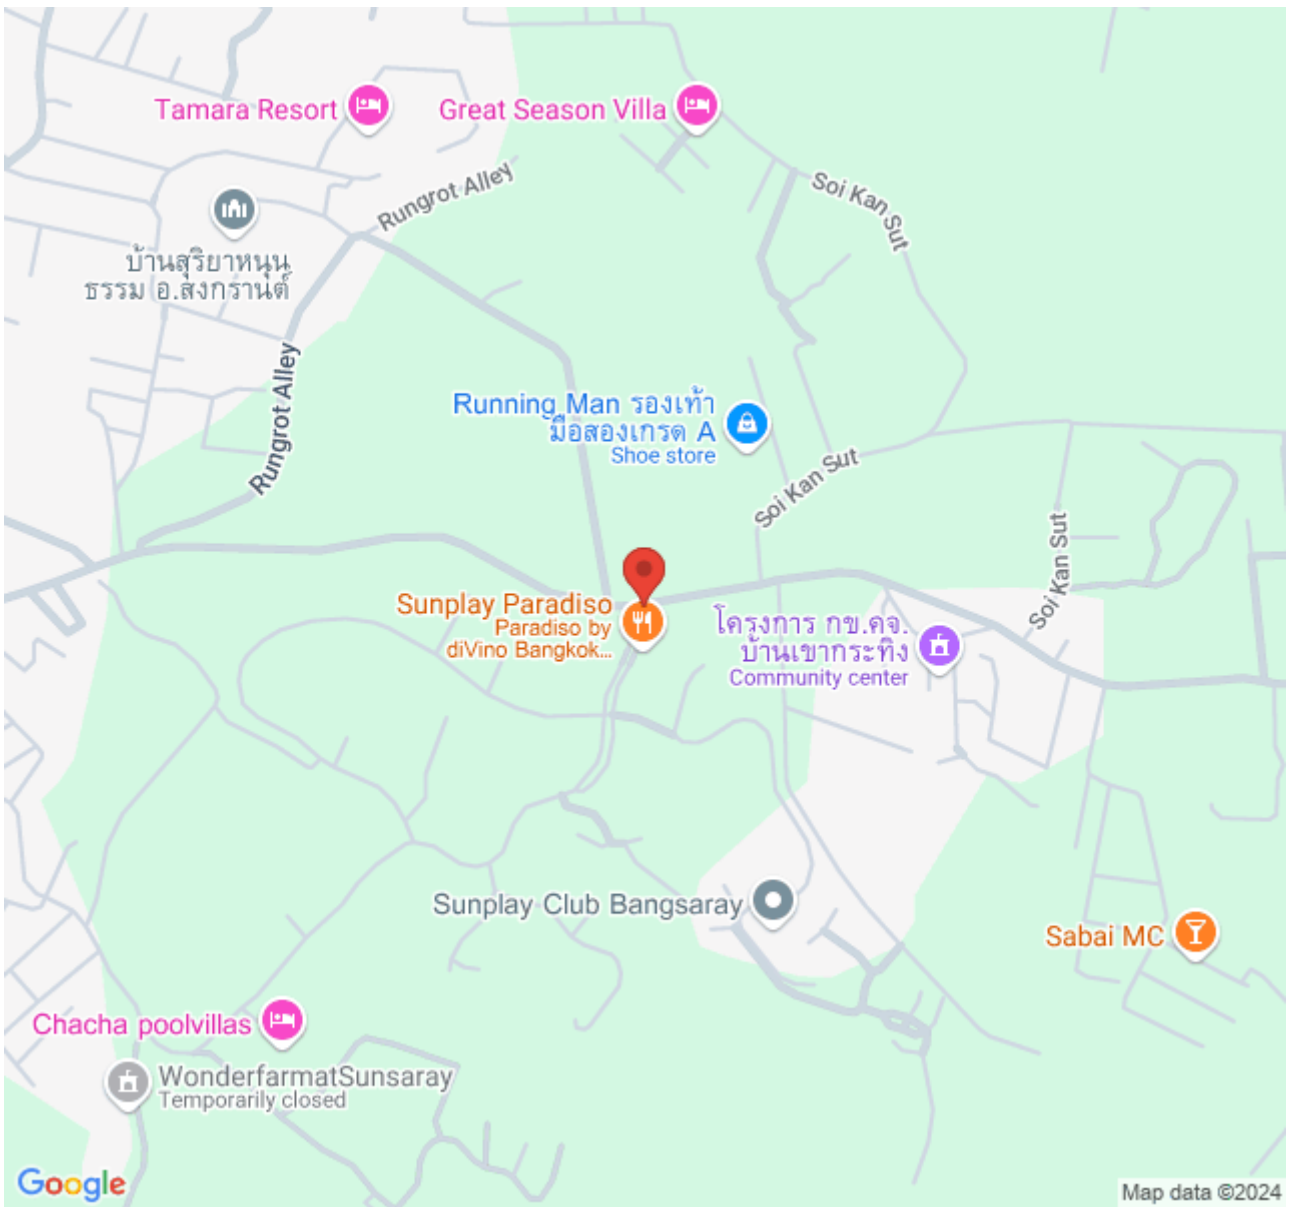 Tamara Resort
Great Season Villa
Rungrot Alley
Soi Kan Sut
บ้านสุริยาหนุน
ธรรม อ.สงกรานต์
Rungrot Alley
Running Man รองเท้า
มือสองเกรด A
Shoe store
Soi Kan Sut
Soi Kan Sut
Sunplay Paradiso
Paradiso by
diVino Bangkok...
โครงการ กข.คจ.
บ้านเขากระทิง
Community center
Sunplay Club Bangsaray
Sabai MC
Chacha poolvillas
WonderfarmatSunsaray
Temporarily closed
Google
Map data ©2024